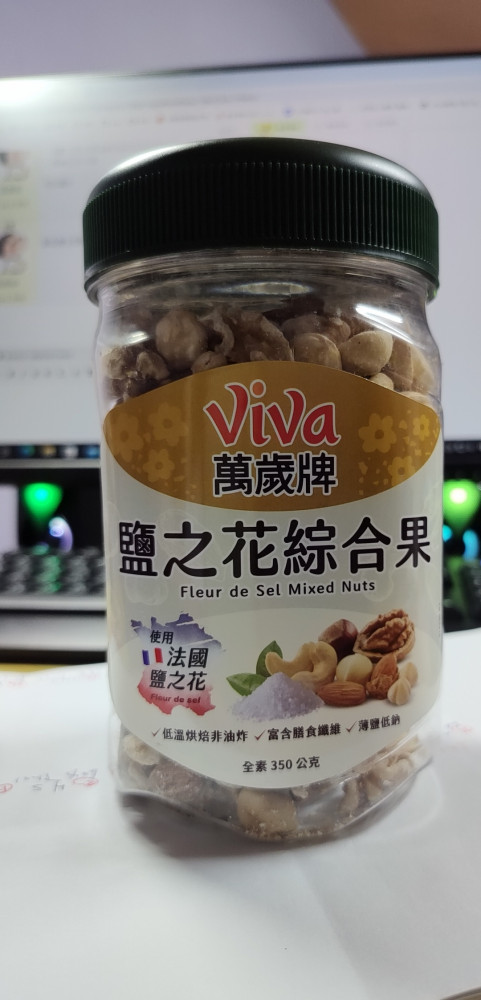 ViVa
萬歲牌
鹽之花綜合果
Fleur de Sel Mixed Nuts
使用
法國
鹽之花
Fleur de sel
✓低溫烘焙非油炸 ✓富含膳食纖維 ✓薄鹽低鈉
全素 350 公克